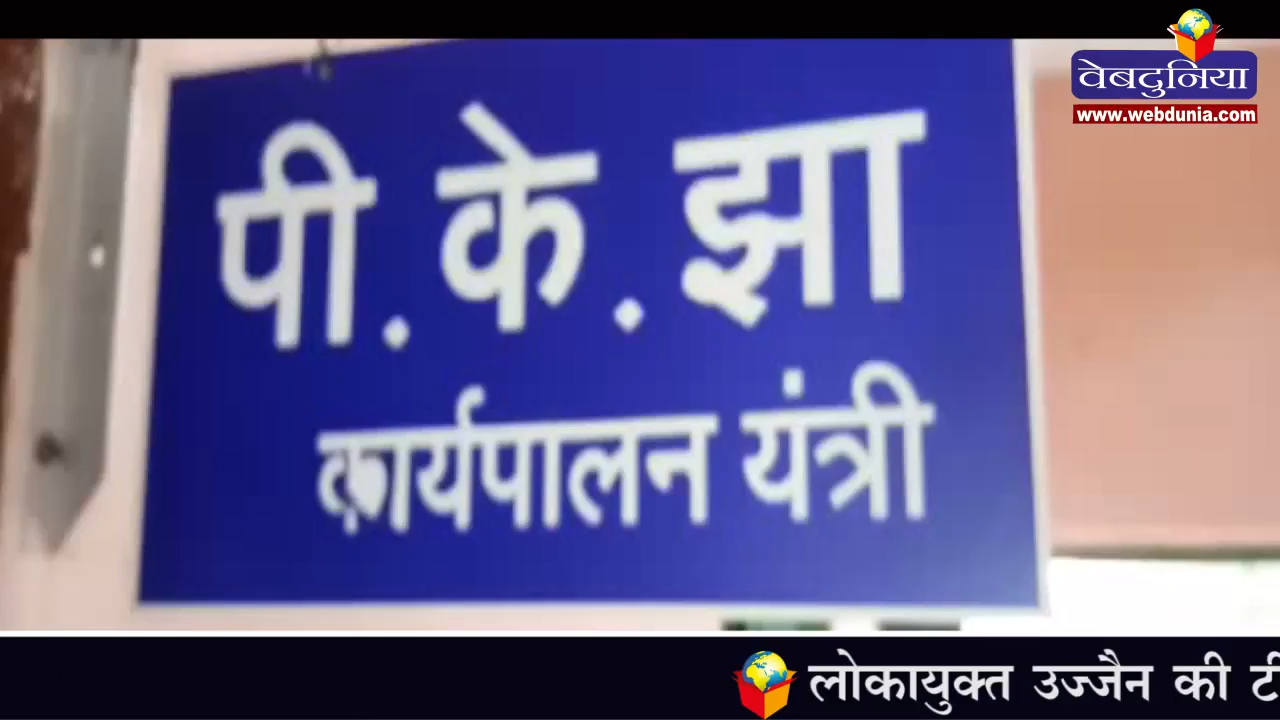 वेबदुनिया
www.webdunia.com
पी. के. झा
कार्यपालन यंत्री
लोकायुक्त उज्जैन की